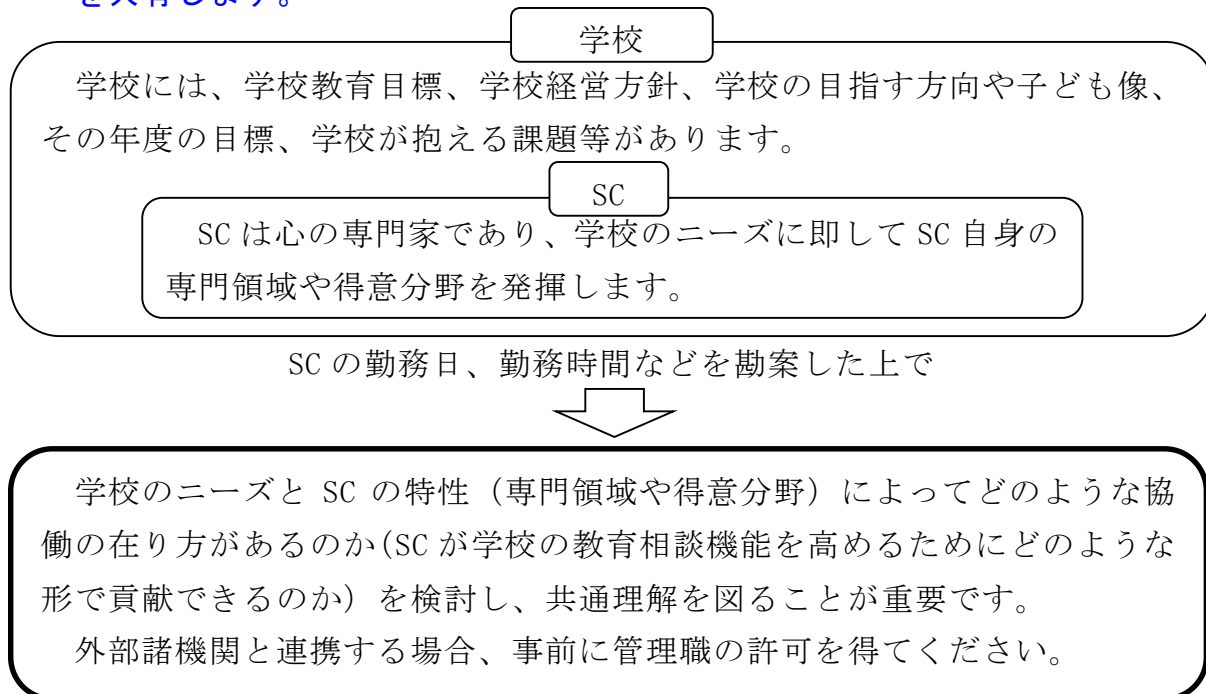 を共有します。
学校
学校には、学校教育目標、学校経営方針、学校の目指す方向や子ども像、
その年度の目標、学校が抱える課題等があります。
SC
SCは心の専門家であり、学校のニーズに即してSC自身の
専門領域や得意分野を発揮します。
SCの勤務日、勤務時間などを勘案した上で
学校のニーズと SC の特性（専門領域や得意分野）によってどのような協
働の在り方があるのか(SCが学校の教育相談機能を高めるためにどのような
形で貢献できるのか）を検討し、共通理解を図ることが重要です。
外部諸機関と連携する場合、事前に管理職の許可を得てください。